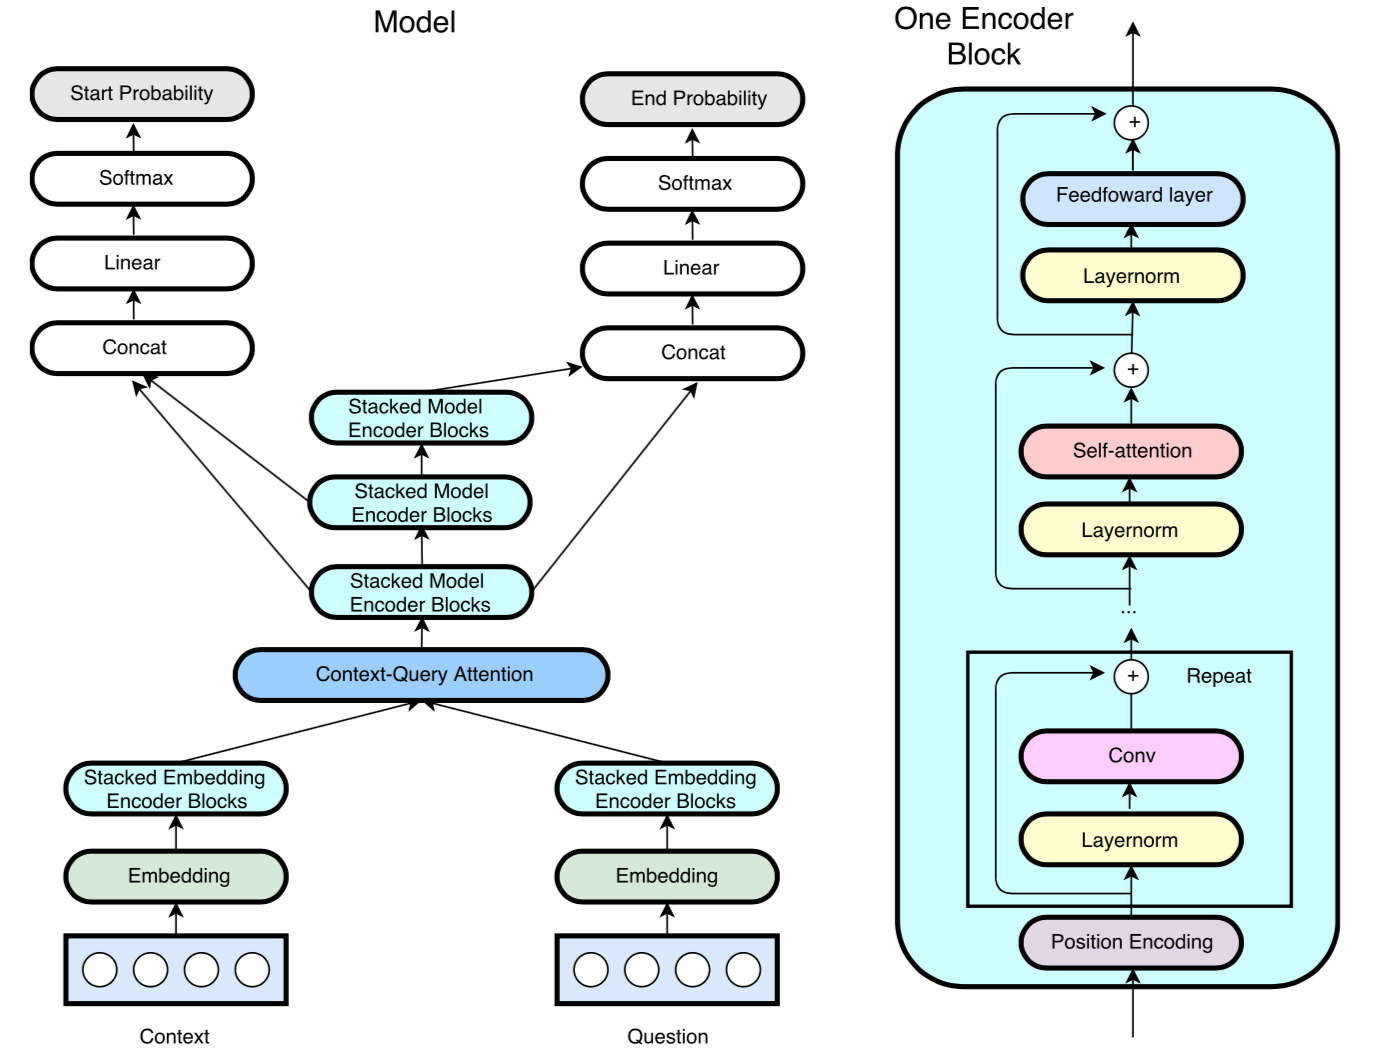 Model
Start Probability
Softmax
Linear
Concat
End Probability
Softmax
Linear
Concat
Stacked Model
Encoder Blocks
Stacked Model
Encoder Blocks
Stacked Model
Encoder Blocks
Context-Query Attention
Stacked Embedding
Encoder Blocks
Embedding
Context
Stacked Embedding
Encoder Blocks
Embedding
Question
One Encoder
Block
+
Feedfoward layer
Layernorm
+
Self-attention
Layernorm
...
+
Repeat
Conv
Layernorm
Position Encoding